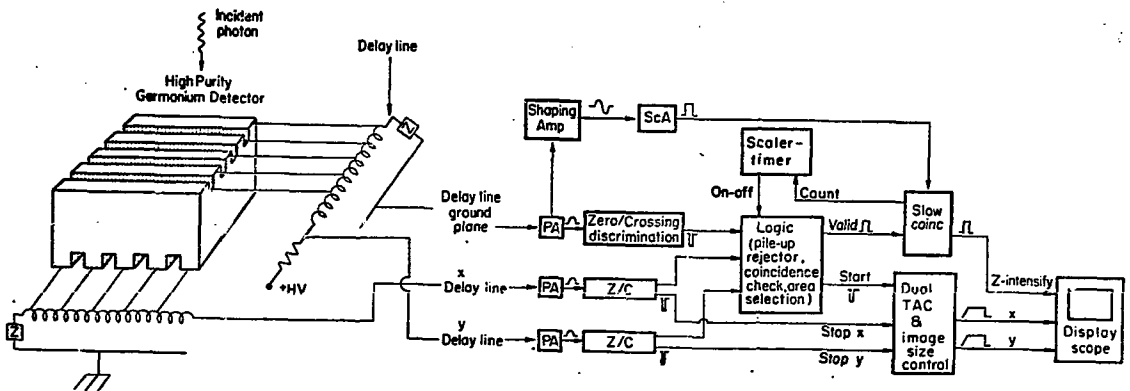 Incident
photon
High Purity
Germanium Detector
Delay line
Z
+HV
Z
Delay line
ground
plane
x
Delay line
y
Delay line
Shaping
Amp
ScA
Scaler-
timer
On-off
Count
PA
Zero/Crossing
discrimination
Logic
(pile-up
rejector,
coincidence
check,area
selection)
Valid
Slow
coinc
PA
Z/C
Start
Stop x
PA
Z/C
Stop y
Dual
TAC
&
image
size
control
Z-intensify
x
y
Display
scope